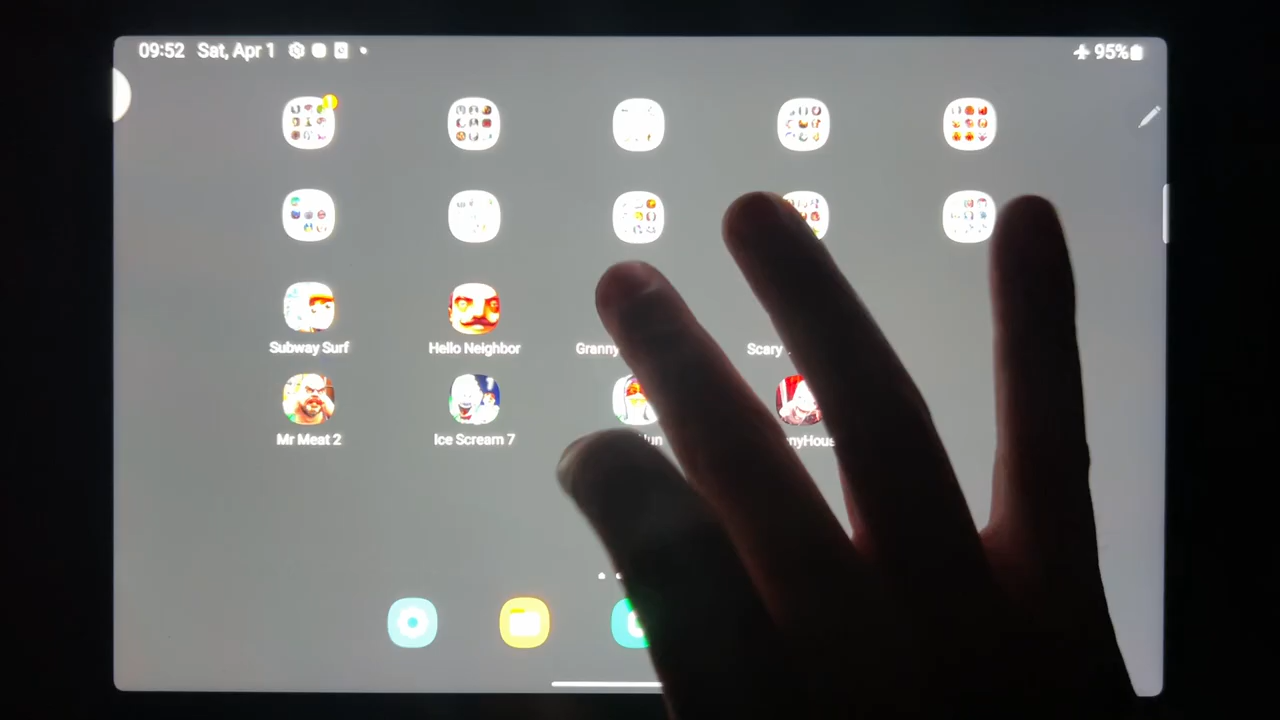 09:52 Sat, Apr 1 95%
Subway Surf Hello Neighbor Granny Scary
Mr Meat 2 Ice Scream 7